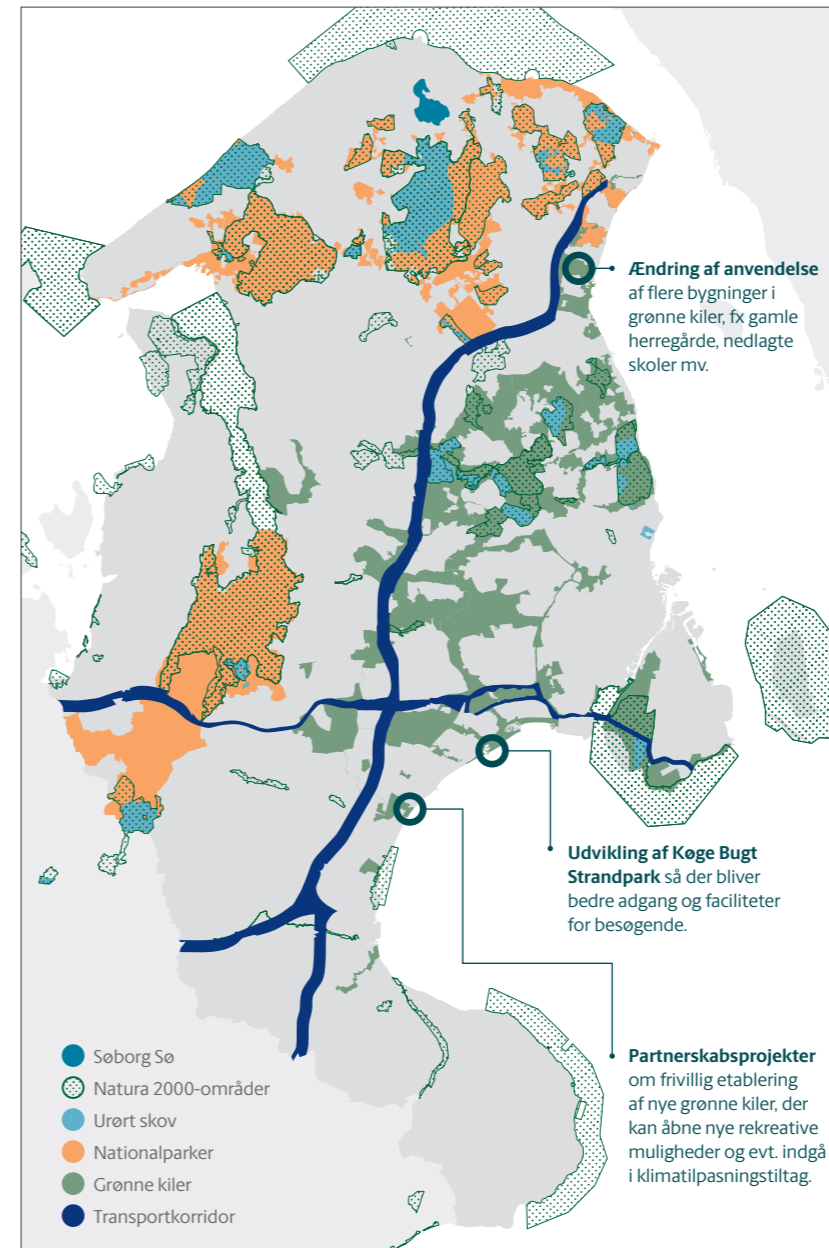 Ændring af anvendelse
af flere bygninger i
grønne kiler, fx gamle
herregårde, nedlagte
skoler mv.
Udvikling af Køge Bugt
Strandpark så der bliver
bedre adgang og faciliteter
for besøgende.
Partnerskabsprojekter
om frivillig etablering
af nye grønne kiler, der
kan åbne nye rekreative
muligheder og evt. indgå
i klimatilpasningstiltag.
Søborg Sø
Natura 2000-områder
Urørt skov
Nationalparker
Grønne kiler
Transportkorridor